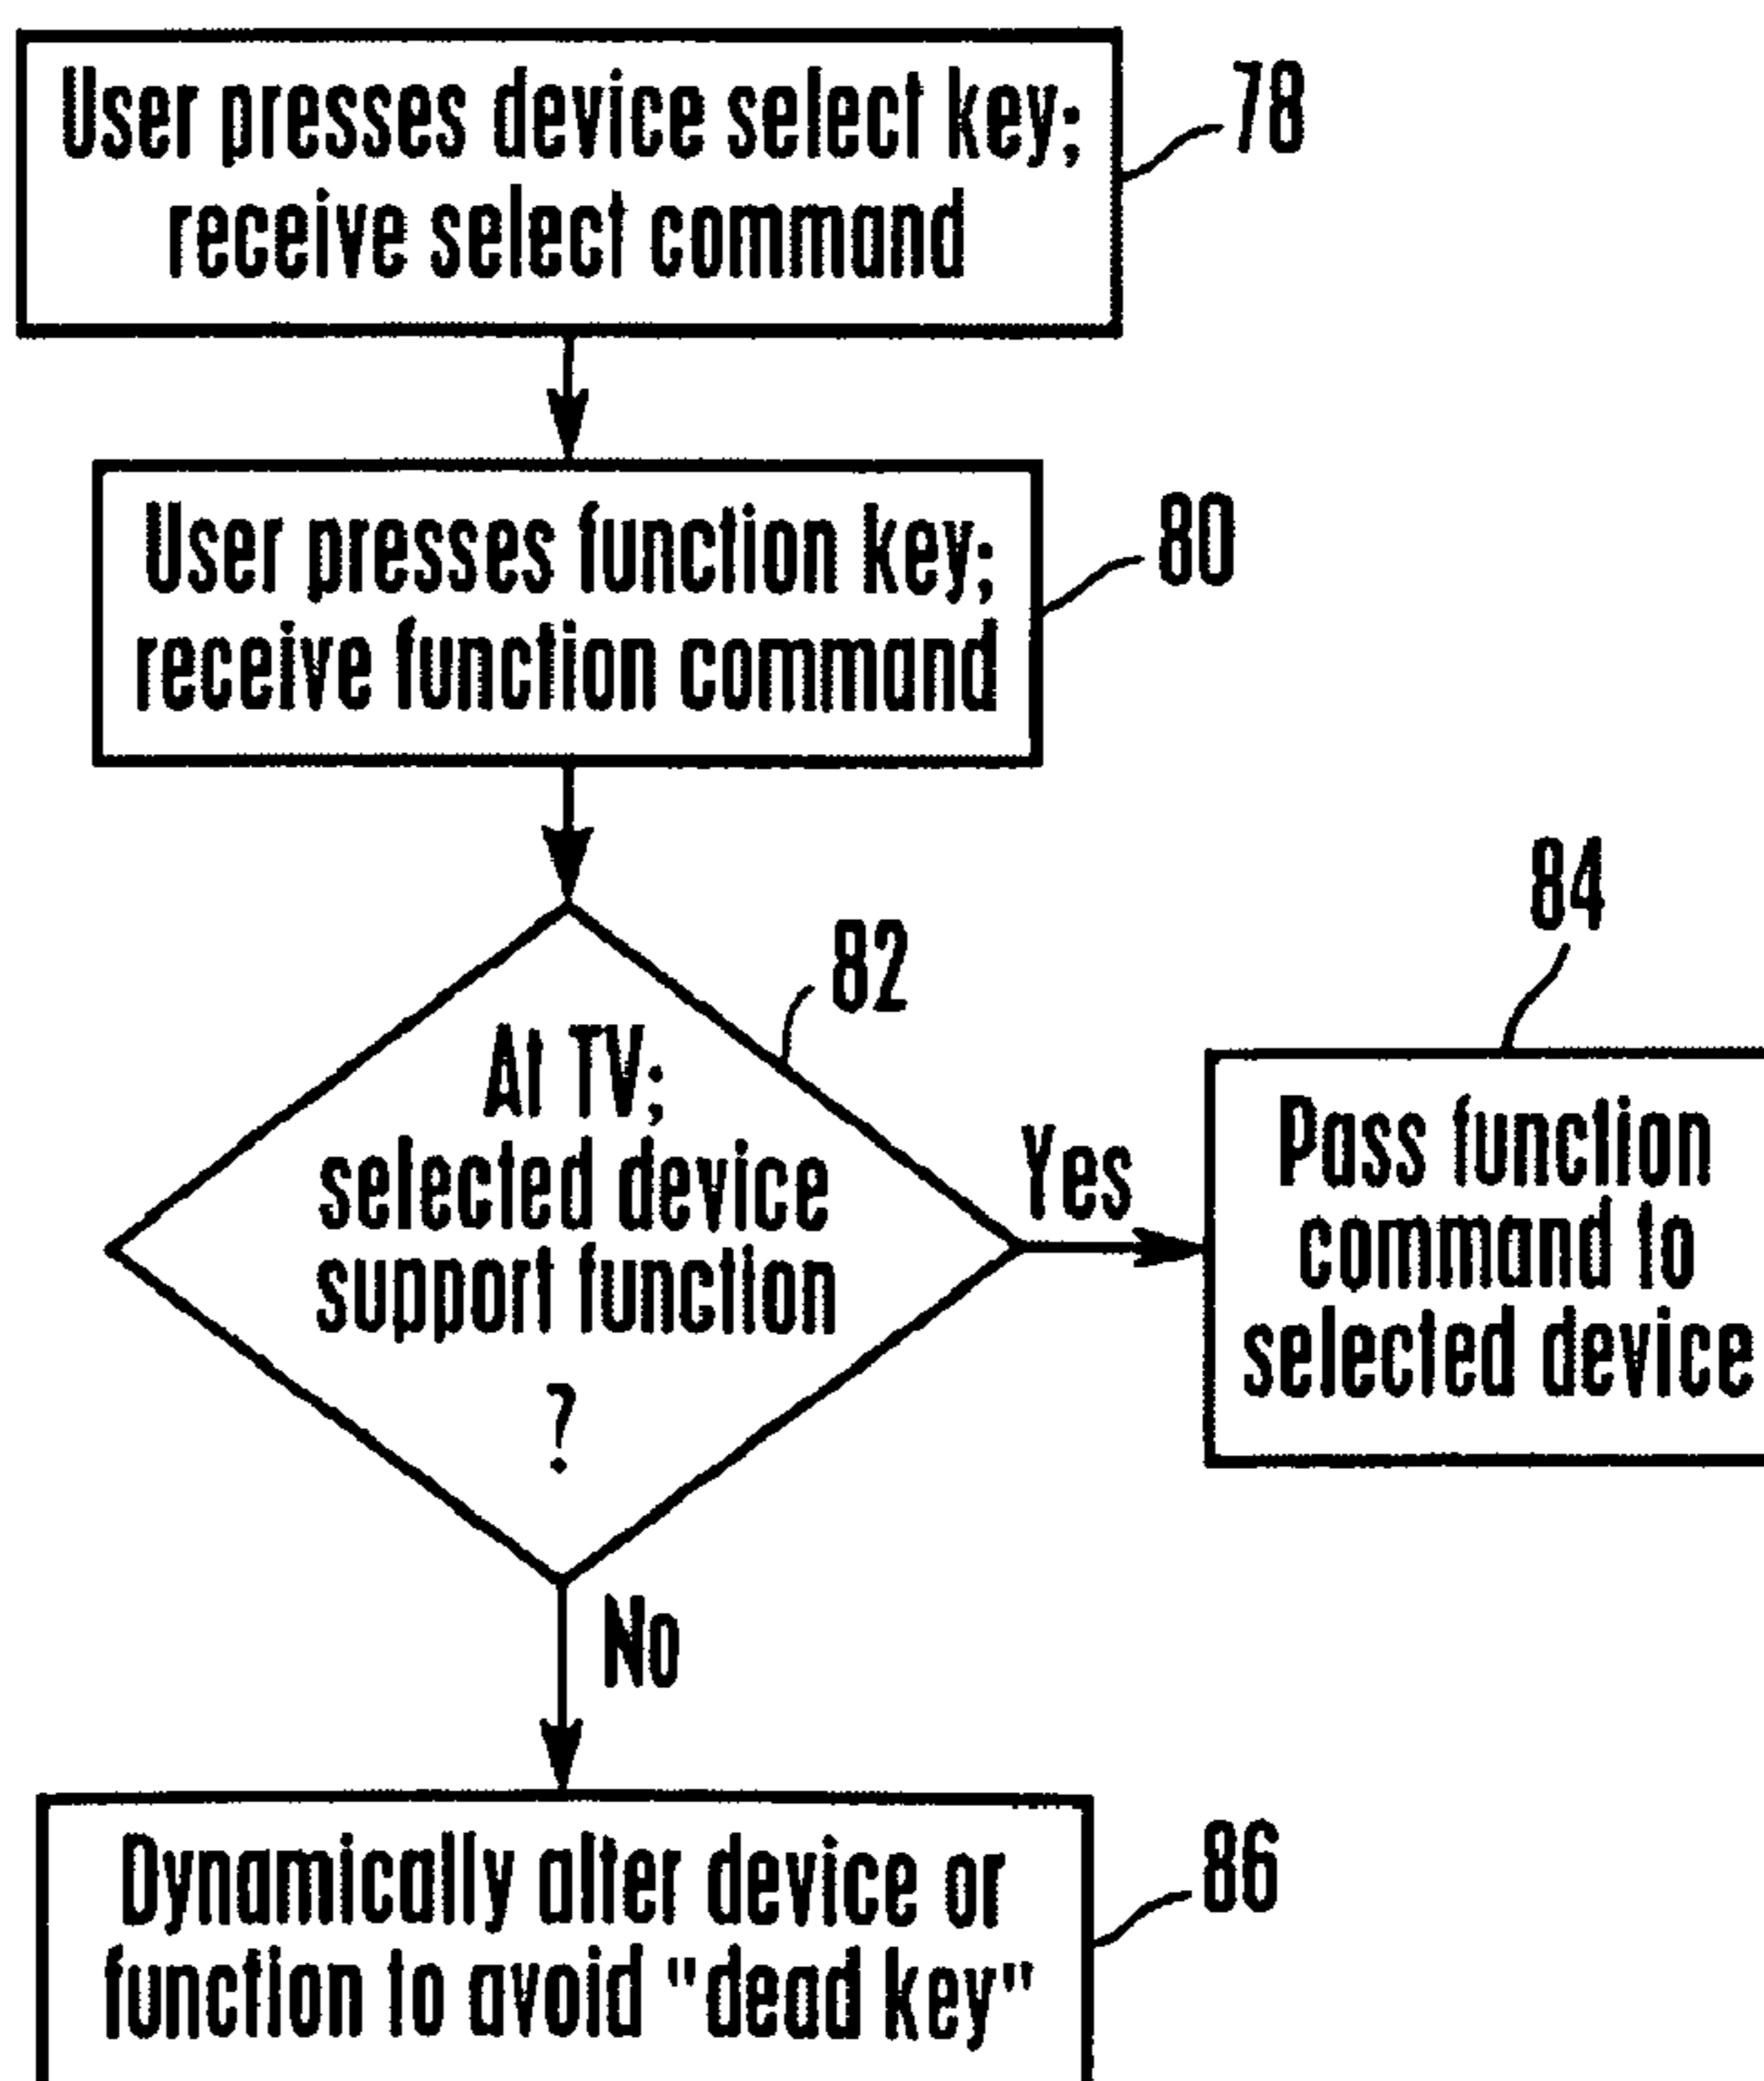 User presses device select key;
receive select command
78
User presses function key;
receive function command
80
82
At TV;
selected device
support function
?
Yes
84
Pass function
command to
selected device
No
Dynamically alter device or
function to avoid "dead key"
86